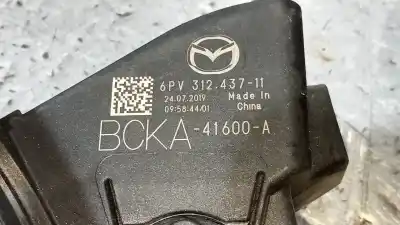 6PV 312.437-11
24.07.2019 Made in
09:58:44:01 China
BCKA-41600-A